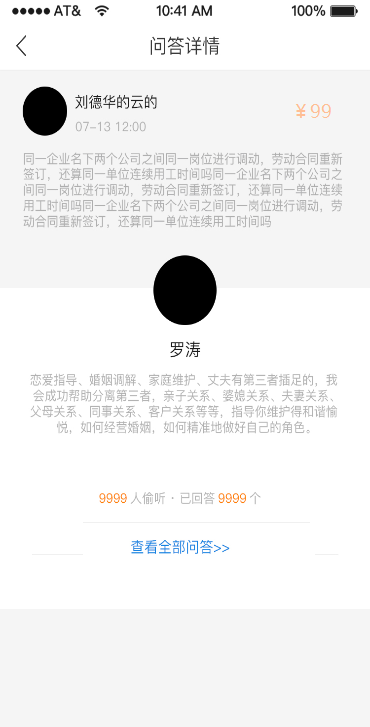 AT& 10:41 AM 100%
问答详情
刘德华的云的
07-13 12:00
¥99
同一企业名下两个公司之间同一岗位进行调动，劳动合同重新
签订，还算同一单位连续用工时间吗同一企业名下两个公司之
间同一岗位进行调动，劳动合同重新签订，还算同一单位连续
用工时间吗同一企业名下两个公司之间同一岗位进行调动，劳
动合同重新签订，还算同一单位连续用工时间吗
罗涛
恋爱指导、婚姻调解、家庭维护、丈夫有第三者插足的，我
会成功帮助分离第三者，亲子关系、婆媳关系、夫妻关系、
父母关系、同事关系、客户关系等等，指导你维护得和谐愉
悦，如何经营婚姻，如何精准地做好自己的角色。
9999 人偷听 · 已回答 9999 个
查看全部问答>>